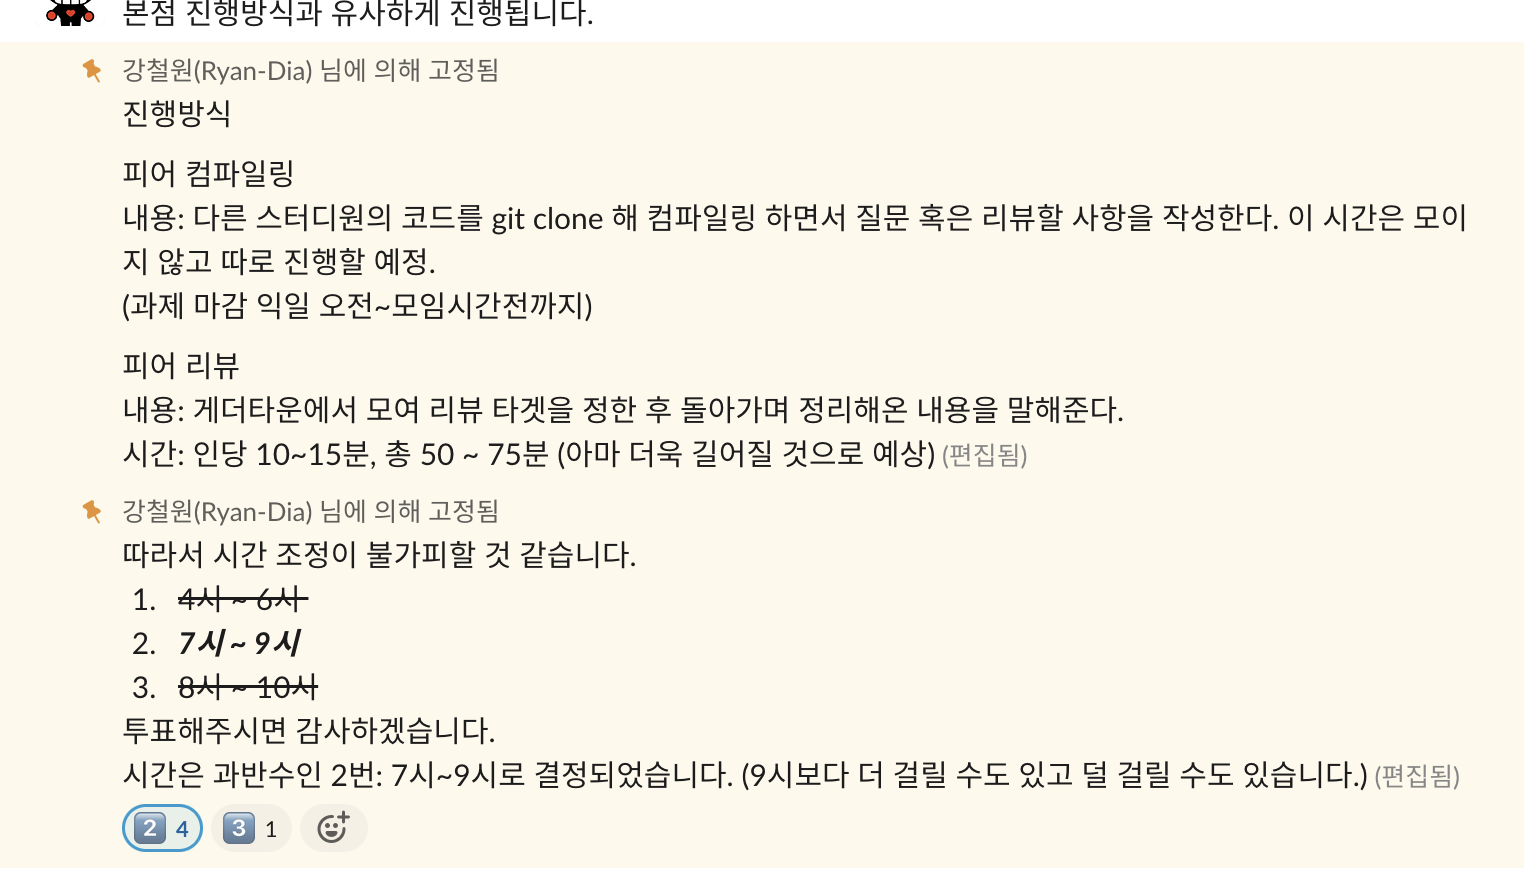 본점 진행방식과 유사하게 진행됩니다.
강철원(Ryan-Dia) 님에 의해 고정됨
진행방식
피어 컴파일링
내용: 다른 스터디원의 코드를 git clone 해 컴파일링 하면서 질문 혹은 리뷰할 사항을 작성한다. 이 시간은 모이
지 않고 따로 진행할 예정.
(과제 마감 익일 오전~모임시간전까지)
피어 리뷰
내용: 게더타운에서 모여 리뷰 타겟을 정한 후 돌아가며 정리해온 내용을 말해준다.
시간: 인당 10~15분, 총 50 ~ 75분 (아마 더욱 길어질 것으로 예상) (편집됨)
강철원(Ryan-Dia) 님에 의해 고정됨
따라서 시간 조정이 불가피할 것 같습니다.
1. 4시 ~ 6시
2. 7시 ~ 9시
3. 8시 ~ 10시
투표해주시면 감사하겠습니다.
시간은 과반수인 2번: 7시~9시로 결정되었습니다. (9시보다 더 걸릴 수도 있고 덜 걸릴 수도 있습니다.) (편집됨)
2 4 3 1